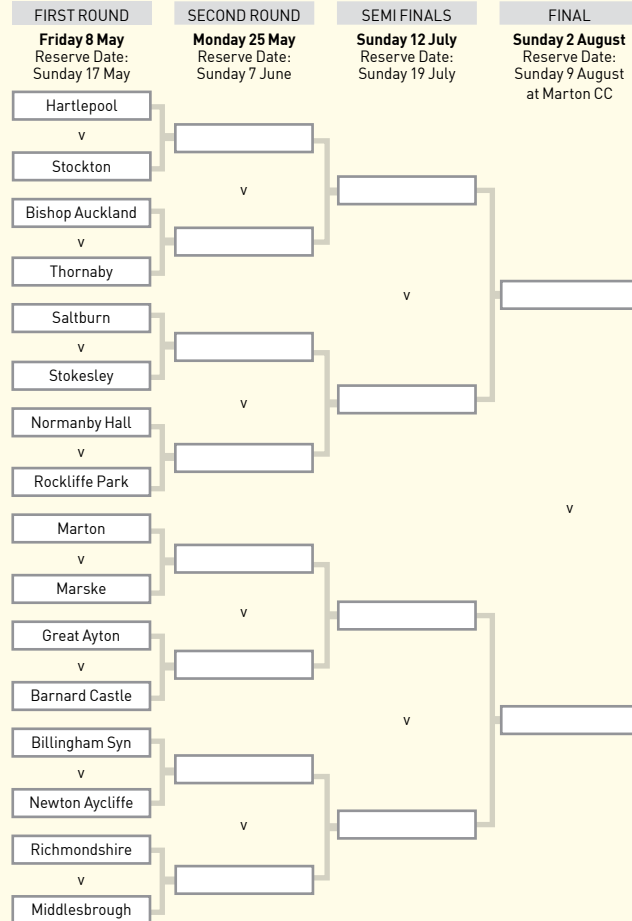 FIRST ROUND
Friday 8 May
Reserve Date:
Sunday 17 May
Hartlepool
v
Stockton
Bishop Auckland
v
Thornaby
Saltburn
v
Stokesley
Normanby Hall
v
Rockliffe Park
Marton
v
Marske
Great Ayton
v
Barnard Castle
Billingham Syn
v
Newton Aycliffe
Richmondshire
v
Middlesbrough
SECOND ROUND
Monday 25 May
Reserve Date:
Sunday 7 June
v
v
v
v
SEMI FINALS
Sunday 12 July
Reserve Date:
Sunday 19 July
v
v
FINAL
Sunday 2 August
Reserve Date:
Sunday 9 August
at Marton CC
v